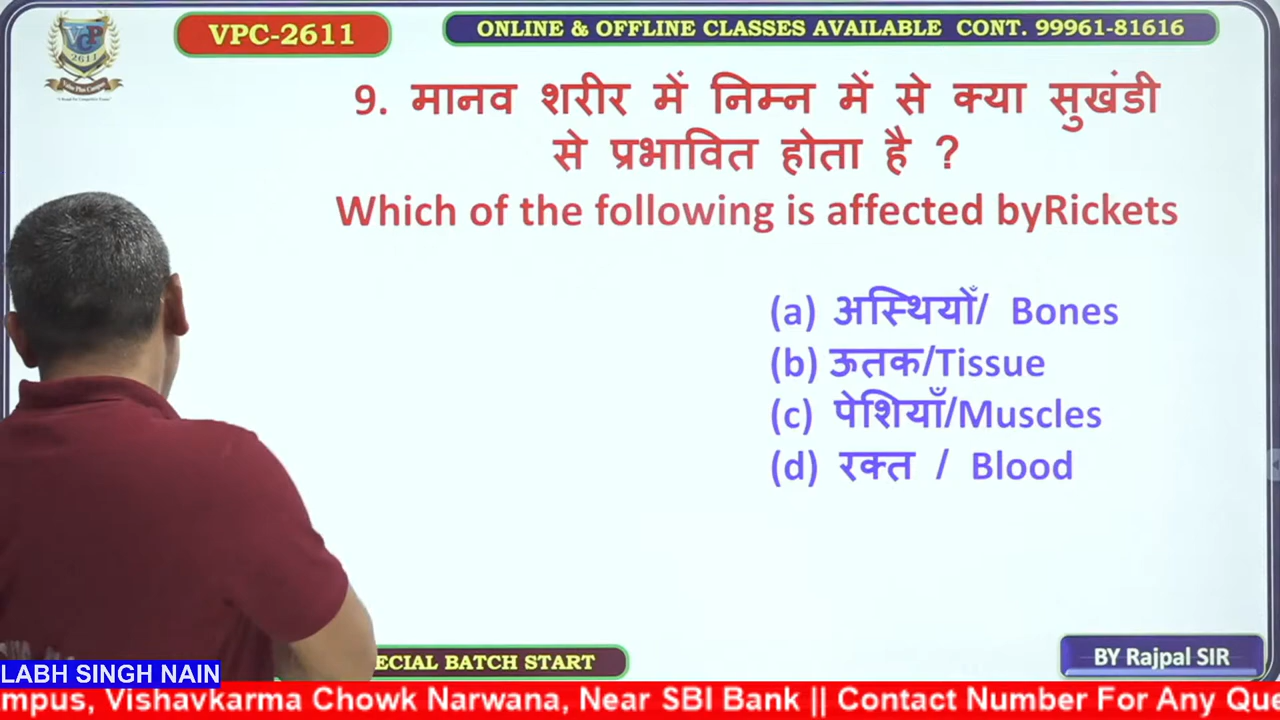 VPC-2611
ONLINE & OFFLINE CLASSES AVAILABLE CONT. 99961-81616
VCP
2611
9. मानव शरीर में निम्न में से क्या सुखंडी
से प्रभावित होता है ?
Which of the following is affected byRickets
(a) अस्थियोँ/ Bones
(b) ऊतक/Tissue
(c) पेशियाँ/Muscles
(d) रक्त / Blood
ECIAL BATCH START
BY Rajpal SIR
LABH SINGH NAIN
mpus, Vishavkarma Chowk Narwana, Near SBI Bank || Contact Number For Any Que